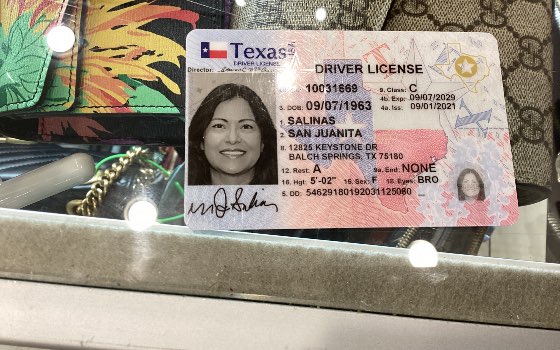 Texas USA
DRIVER LICENSE
Director:
DRIVER LICENSE
10031669
9. Class: C
3. DOB: 09/07/1963
4b. Exp: 09/07/2029
4a. Iss: 09/01/2021
1. SALINAS
2. SAN JUANITA
8. 12825 KEYSTONE DR
BALCH SPRINGS, TX 75180
12. Rest: A
9a. End: NONE
16. Hgt: 5'-02"
15. Sex: F
18. Eyes: BRO
5. DD: 54629180192031125080